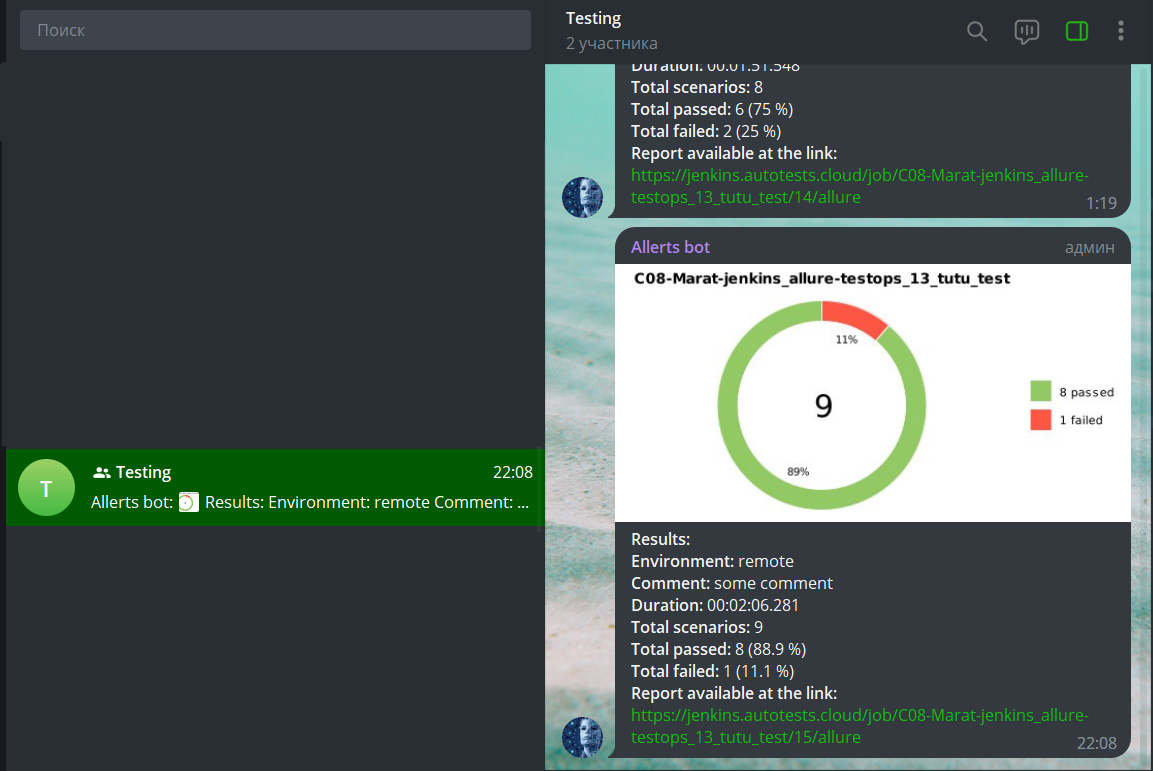 Поиск
Testing
22:08
Allerts bot: Results: Environment: remote Comment: ...
T
Testing
2 участника
Duration: 00:01:51.548
Total scenarios: 8
Total passed: 6 (75 %)
Total failed: 2 (25 %)
Report available at the link:
https://jenkins.autotests.cloud/job/C08-Marat-jenkins_allure-
testops_13_tutu_test/14/allure
1:19
Allerts bot
админ
C08-Marat-jenkins_allure-testops_13_tutu_test
11%
9
89%
8 passed
1 failed
Results:
Environment: remote
Comment: some comment
Duration: 00:02:06.281
Total scenarios: 9
Total passed: 8 (88.9 %)
Total failed: 1 (11.1 %)
Report available at the link:
https://jenkins.autotests.cloud/job/C08-Marat-jenkins_allure-
testops_13_tutu_test/15/allure
22:08